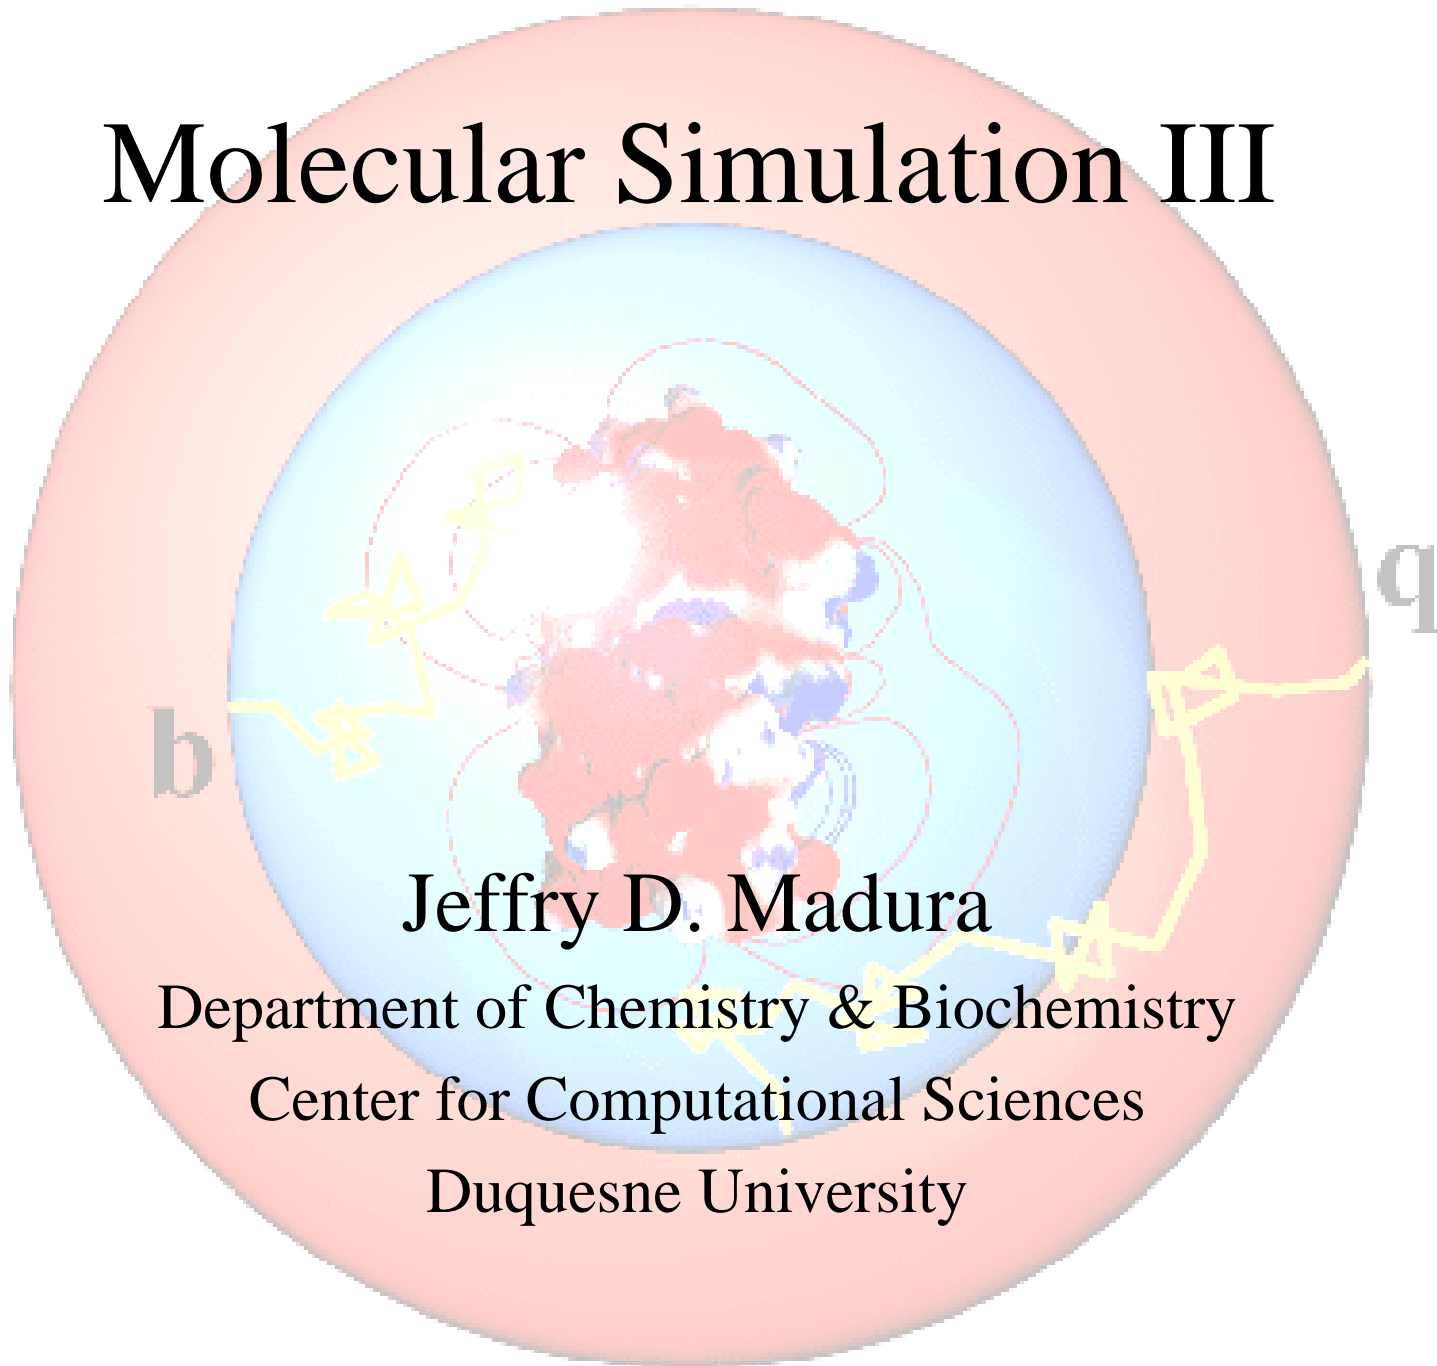 Molecular Simulation III
q
b
Jeffry D. Madura
Department of Chemistry & Biochemistry
Center for Computational Sciences
Duquesne University